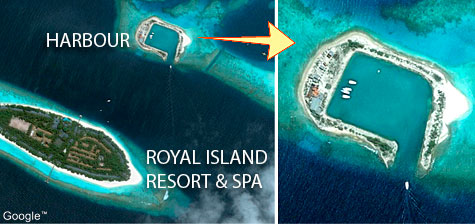 HARBOUR
ROYAL ISLAND
RESORT & SPA
Google™